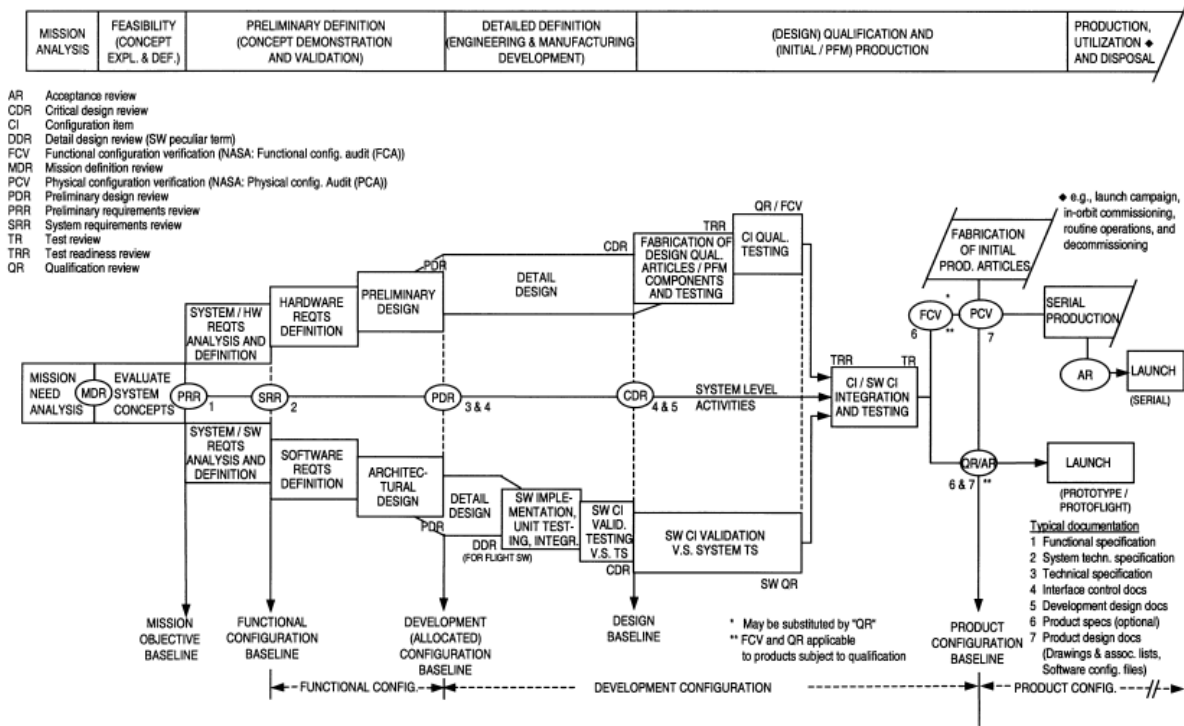 MISSION
ANALYSIS
FEASIBILITY
(CONCEPT
EXPL. & DEF.)
PRELIMINARY DEFINITION
(CONCEPT DEMONSTRATION
AND VALIDATION)
DETAILED DEFINITION
(ENGINEERING & MANUFACTURING
DEVELOPMENT)
(DESIGN) QUALIFICATION AND
(INITIAL / PFM) PRODUCTION
PRODUCTION,
UTILIZATION ◆
AND DISPOSAL
AR Acceptance review
CDR Critical design review
CI Configuration item
DDR Detail design review (SW peculiar term)
FCV Functional configuration verification (NASA: Functional config. audit (FCA))
MDR Mission definition review
PCV Physical configuration verification (NASA: Physical config. Audit (PCA))
PDR Preliminary design review
PRR Preliminary requirements review
SRR System requirements review
TR Test review
TRR Test readiness review
QR Qualification review
◆ e.g., launch campaign,
in-orbit commissioning,
routine operations, and
decommissioning
QR / FCV
TRR
CDR
PDR
SYSTEM / HW
REQTS
ANALYSIS AND
DEFINITION
HARDWARE
REQTS
DEFINITION
PRELIMINARY
DESIGN
DETAIL
DESIGN
FABRICATION OF
DESIGN QUAL.
ARTICLES / PFM
COMPONENTS
AND TESTING
CI QUAL.
TESTING
FABRICATION
OF INITIAL
PROD. ARTICLES
FCV
*
**
6
PCV
7
SERIAL
PRODUCTION
AR
LAUNCH
(SERIAL)
MISSION
NEED
ANALYSIS
MDR
EVALUATE
SYSTEM
CONCEPTS
PRR
1
SRR
2
PDR
3 & 4
CDR
4 & 5
SYSTEM LEVEL
ACTIVITIES
TRR
TR
CI / SW CI
INTEGRATION
AND TESTING
SYSTEM / SW
REQTS
ANALYSIS AND
DEFINITION
SOFTWARE
REQTS
DEFINITION
ARCHITEC-
TURAL
DESIGN
PDR
DETAIL
DESIGN
DDR
(FOR FLIGHT SW)
SW IMPLE-
MENTATION,
UNIT TEST-
ING, INTEGR.
SW CI
VALID.
TESTING
V.S. TS
CDR
SW CI VALIDATION
V.S. SYSTEM TS
SW QR
QR/AR
6 & 7 **
LAUNCH
(PROTOTYPE /
PROTOFLIGHT)
Typical documentation
1 Functional specification
2 System techn. specification
3 Technical specification
4 Interface control docs
5 Development design docs
6 Product specs (optional)
7 Product design docs
(Drawings & assoc. lists,
Software config. files)
MISSION
OBJECTIVE
BASELINE
FUNCTIONAL
CONFIGURATION
BASELINE
DEVELOPMENT
(ALLOCATED)
CONFIGURATION
BASELINE
DESIGN
BASELINE
* May be substituted by "QR"
** FCV and QR applicable
to products subject to qualification
PRODUCT
CONFIGURATION
BASELINE
FUNCTIONAL CONFIG.
DEVELOPMENT CONFIGURATION
PRODUCT CONFIG.